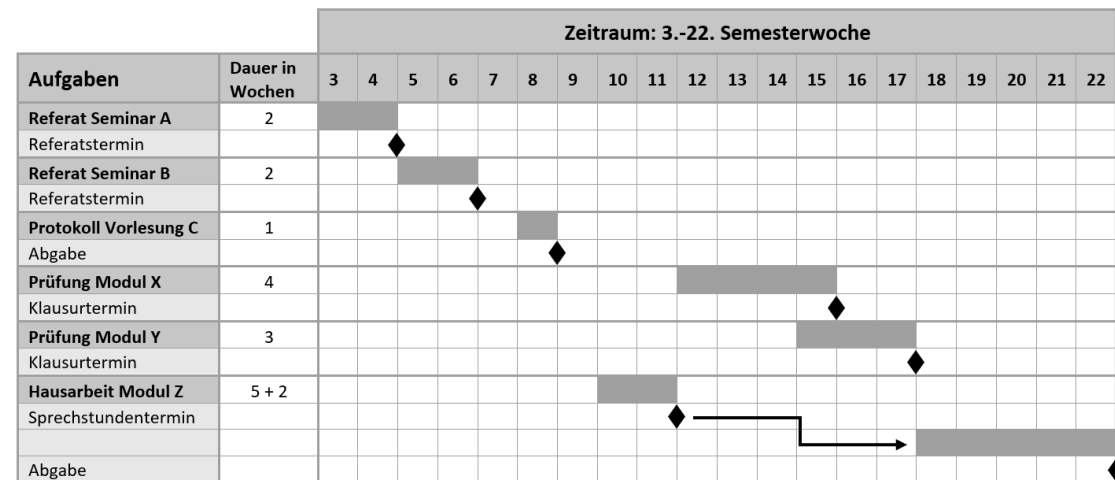 Zeitraum: 3.-22. Semesterwoche
Aufgaben Dauer in Wochen 3 4 5 6 7 8 9 10 11 12 13 14 15 16 17 18 19 20 21 22
Referat Seminar A 2
Referatstermin
Referat Seminar B 2
Referatstermin
Protokoll Vorlesung C 1
Abgabe
Prüfung Modul X 4
Klausurtermin
Prüfung Modul Y 3
Klausurtermin
Hausarbeit Modul Z 5 + 2
Sprechstundentermin
Abgabe